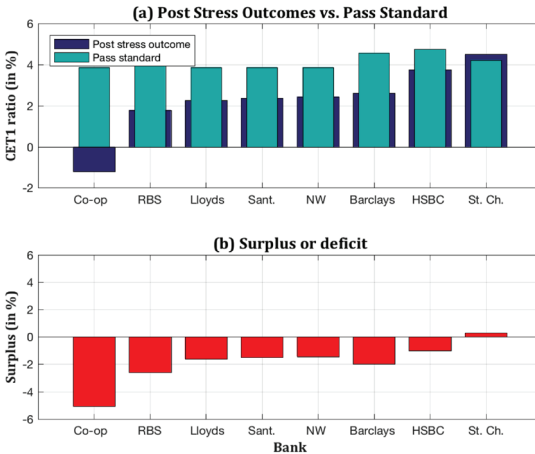 (a) Post Stress Outcomes vs. Pass Standard
6
Post stress outcome
Pass standard
4
2
0
-2
CET1 ratio (in %)
Co-op RBS Lloyds Sant. NW Barclays HSBC St. Ch.
(b) Surplus or deficit
6
4
2
0
-2
-4
-6
Surplus (in %)
Co-op RBS Lloyds Sant. NW Barclays HSBC St. Ch.
Bank